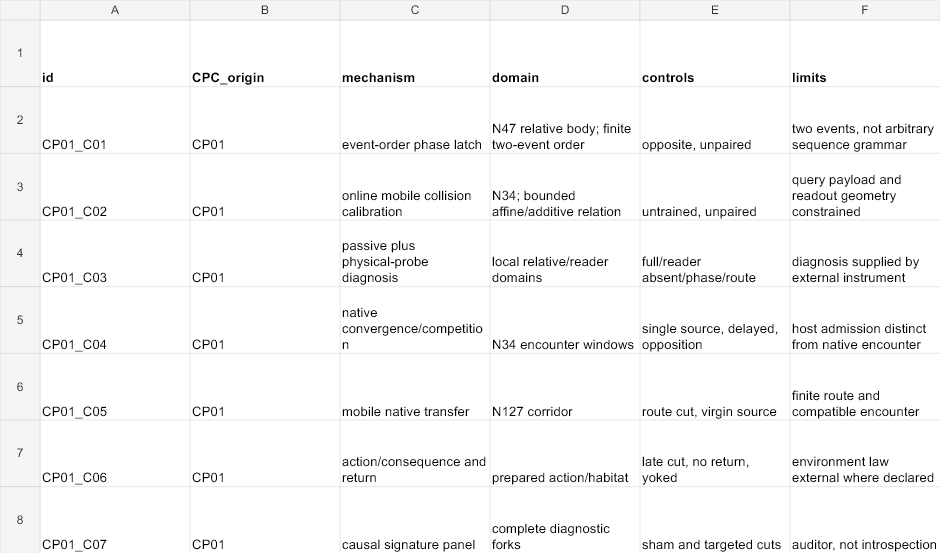 A B C D E F
1 id CPC_origin mechanism domain controls limits
2 CP01_C01 CP01 event-order phase latch N47 relative body; finite two-event order opposite, unpaired two events, not arbitrary sequence grammar
3 CP01_C02 CP01 online mobile collision calibration N34; bounded affine/additive relation untrained, unpaired query payload and readout geometry constrained
4 CP01_C03 CP01 passive plus physical-probe diagnosis local relative/reader domains full/reader absent/phase/route diagnosis supplied by external instrument
5 CP01_C04 CP01 native convergence/competition N34 encounter windows single source, delayed, opposition host admission distinct from native encounter
6 CP01_C05 CP01 mobile native transfer N127 corridor route cut, virgin source finite route and compatible encounter
7 CP01_C06 CP01 action/consequence and return prepared action/habitat late cut, no return, yoked environment law external where declared
8 CP01_C07 CP01 causal signature panel complete diagnostic forks sham and targeted cuts auditor, not introspection